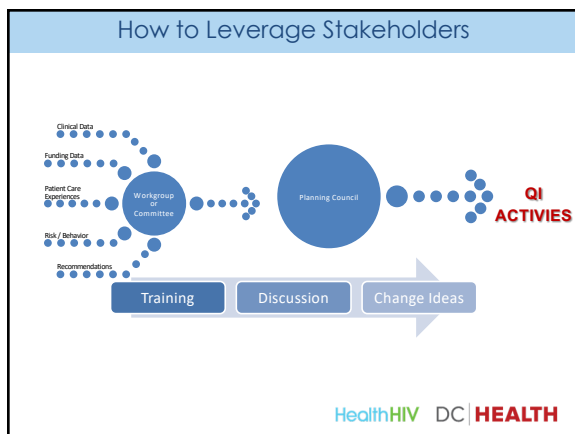 How to Leverage Stakeholders
Clinical Data
Funding Data
Patient Care
Experiences
Risk / Behavior
Recommendations
Workgroup
or
Committee
Planning Council
QI
ACTIVIES
Training
Discussion
Change Ideas
HealthHIV
DC HEALTH